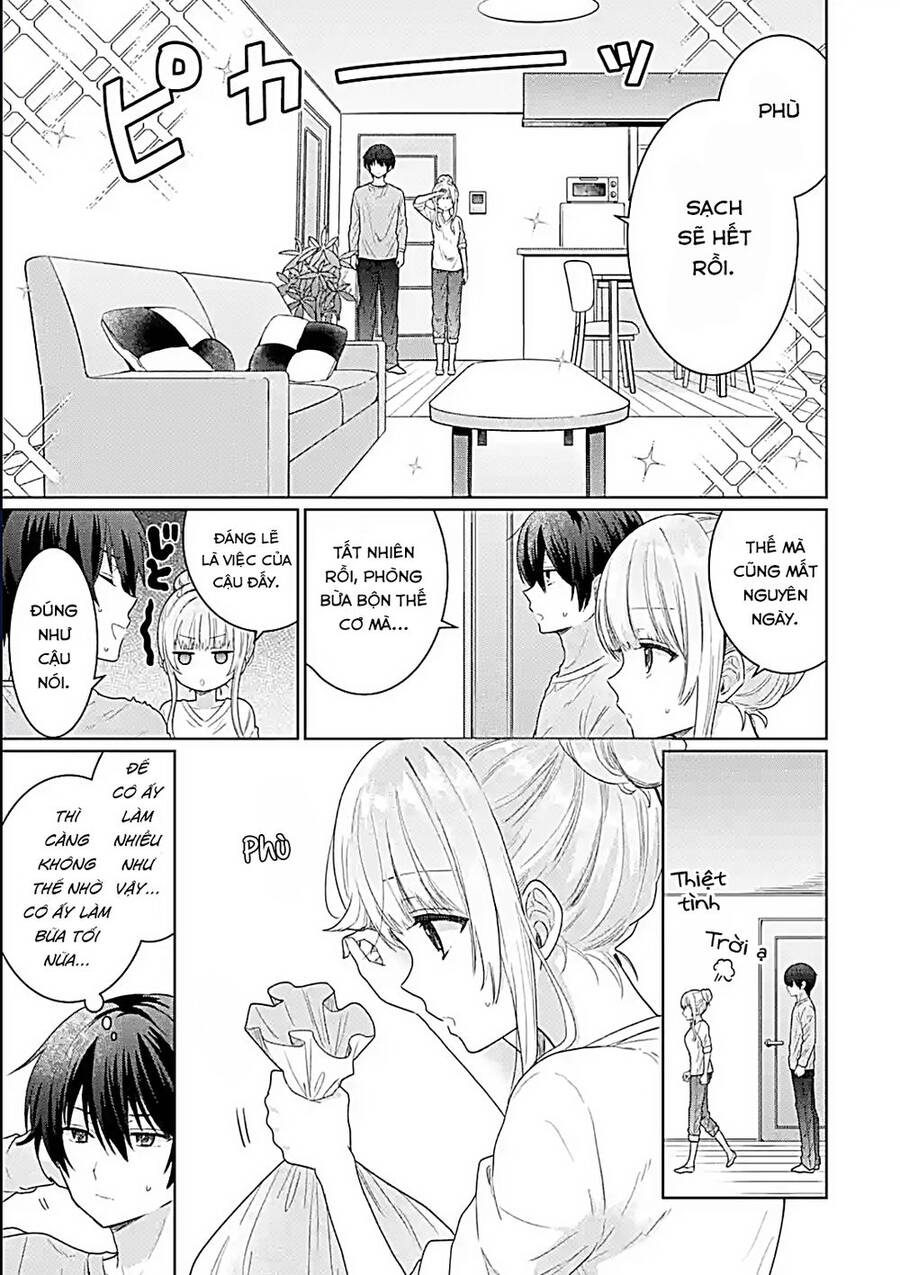 ピカーーッ
PHÙ
SẠCH
SẼ HẾT
RỒI.
THẾ MÀ
CŨNG MẤT
NGUYÊN
NGÀY.
TẤT NHIÊN
RỒI, PHÒNG
BỪA BỘN THẾ
CƠ MÀ...
ĐÁNG LẼ
LÀ VIỆC CỦA
CẬU ĐẤY.
じとー
ĐÚNG
NHƯ
CẬU
NÓI.
Thiệt
tình
Trời ạ
Phù
ĐỂ
CÔ ẤY
LÀM
NHIỀU
NHƯ
VẬY...
THÌ
CÀNG
KHÔNG
THỂ NHỜ
CÔ ẤY LÀM
BỮA TỐI
NỮA...